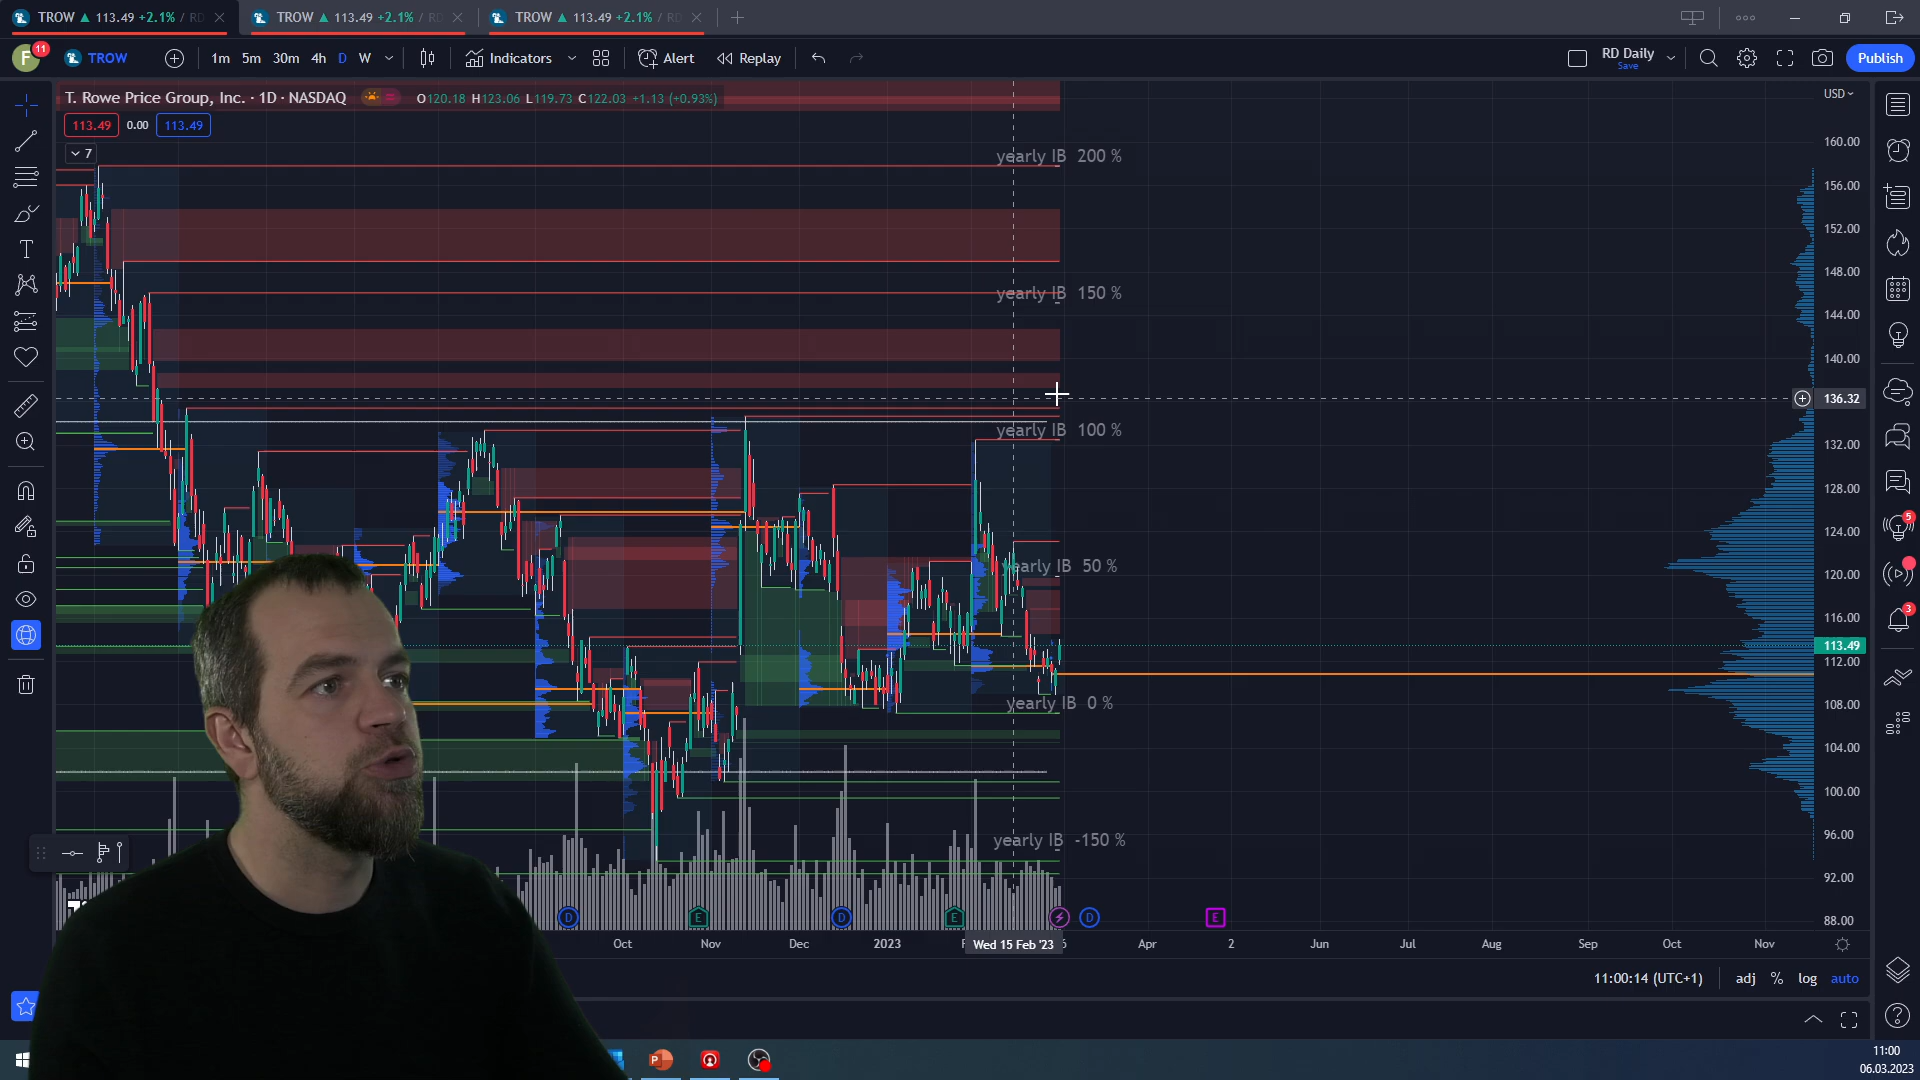 TROW ▲ 113.49 +2.1% / RD
TROW ▲ 113.49 +2.1% / RD
TROW ▲ 113.49 +2.1% / RD
F
11
TROW
1m 5m 30m 4h D W
Indicators
Alert
Replay
RD Daily
Save
Publish
T. Rowe Price Group, Inc. · 1D · NASDAQ
O120.18 H123.06 L119.73 C122.03 +1.13 (+0.93%)
USD
113.49
0.00
113.49
7
yearly IB 200 %
yearly IB 150 %
yearly IB 100 %
yearly IB 50 %
yearly IB 0 %
yearly IB -150 %
160.00
156.00
152.00
148.00
144.00
140.00
136.32
132.00
128.00
124.00
120.00
116.00
113.49
112.00
108.00
104.00
100.00
96.00
92.00
88.00
5
3
D
E
D
E
D
E
Oct
Nov
Dec
2023
Wed 15 Feb '23
Apr
2
Jun
Jul
Aug
Sep
Oct
Nov
11:00:14 (UTC+1)
adj
%
log
auto
11:00
06.03.2023